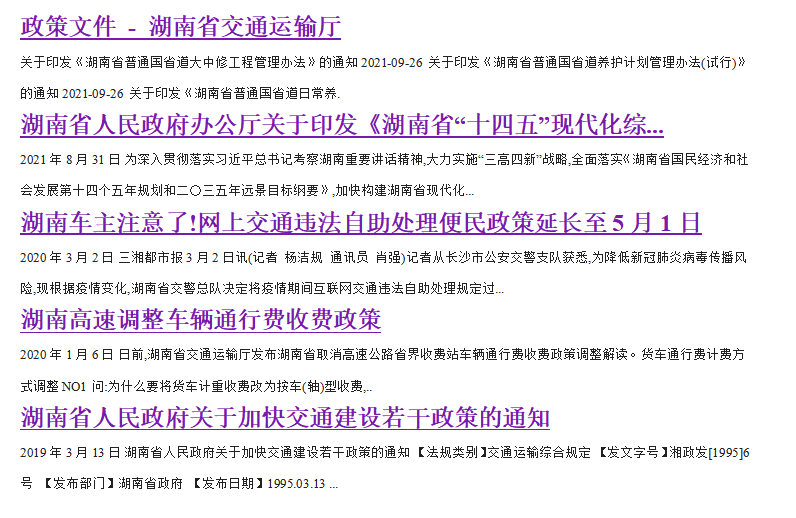 政策文件 - 湖南省交通运输厅
关于印发《湖南省普通国省道大中修工程管理办法》的通知 2021-09-26 关于印发《湖南省普通国省道养护计划管理办法(试行)》
的通知 2021-09-26 关于印发《湖南省普通国省道日常养.
湖南省人民政府办公厅关于印发《湖南省“十四五”现代化综...
2021 年 8 月 31 日 为深入贯彻落实习近平总书记考察湖南重要讲话精神,大力实施“三高四新”战略,全面落实《湖南省国民经济和社
会发展第十四个五年规划和二〇三五年远景目标纲要》,加快构建湖南省现代化...
湖南车主注意了!网上交通违法自助处理便民政策延长至 5 月 1 日
2020 年 3 月 2 日 三湘都市报 3 月 2 日讯(记者 杨洁规 通讯员 肖强)记者从长沙市公安交警支队获悉,为降低新冠肺炎病毒传播风
险,现根据疫情变化,湖南省交警总队决定将疫情期间互联网交通违法自助处理规定过...
湖南高速调整车辆通行费收费政策
2020 年 1 月 6 日 日前,湖南省交通运输厅发布湖南省取消高速公路省界收费站车辆通行费收费政策调整解读。货车通行费计费方
式调整 NO1 问:为什么要将货车计重收费改为按车(轴)型收费,..
湖南省人民政府关于加快交通建设若干政策的通知
2019 年 3 月 13 日 湖南省人民政府关于加快交通建设若干政策的通知 【法规类别】交通运输综合规定 【发文字号】湘政发[1995]6
号 【发布部门】湖南省政府 【发布日期】1995.03.13 ...